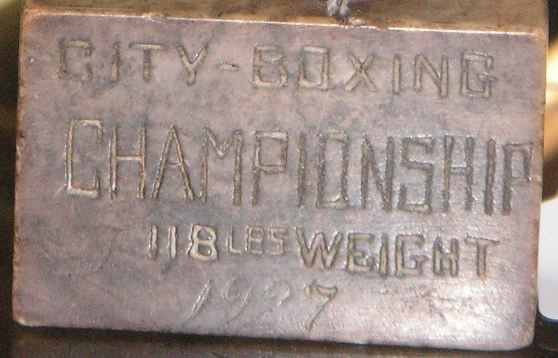 CITY-BOXING
CHAMPIONSHIP
118 LBS WEIGHT
1927